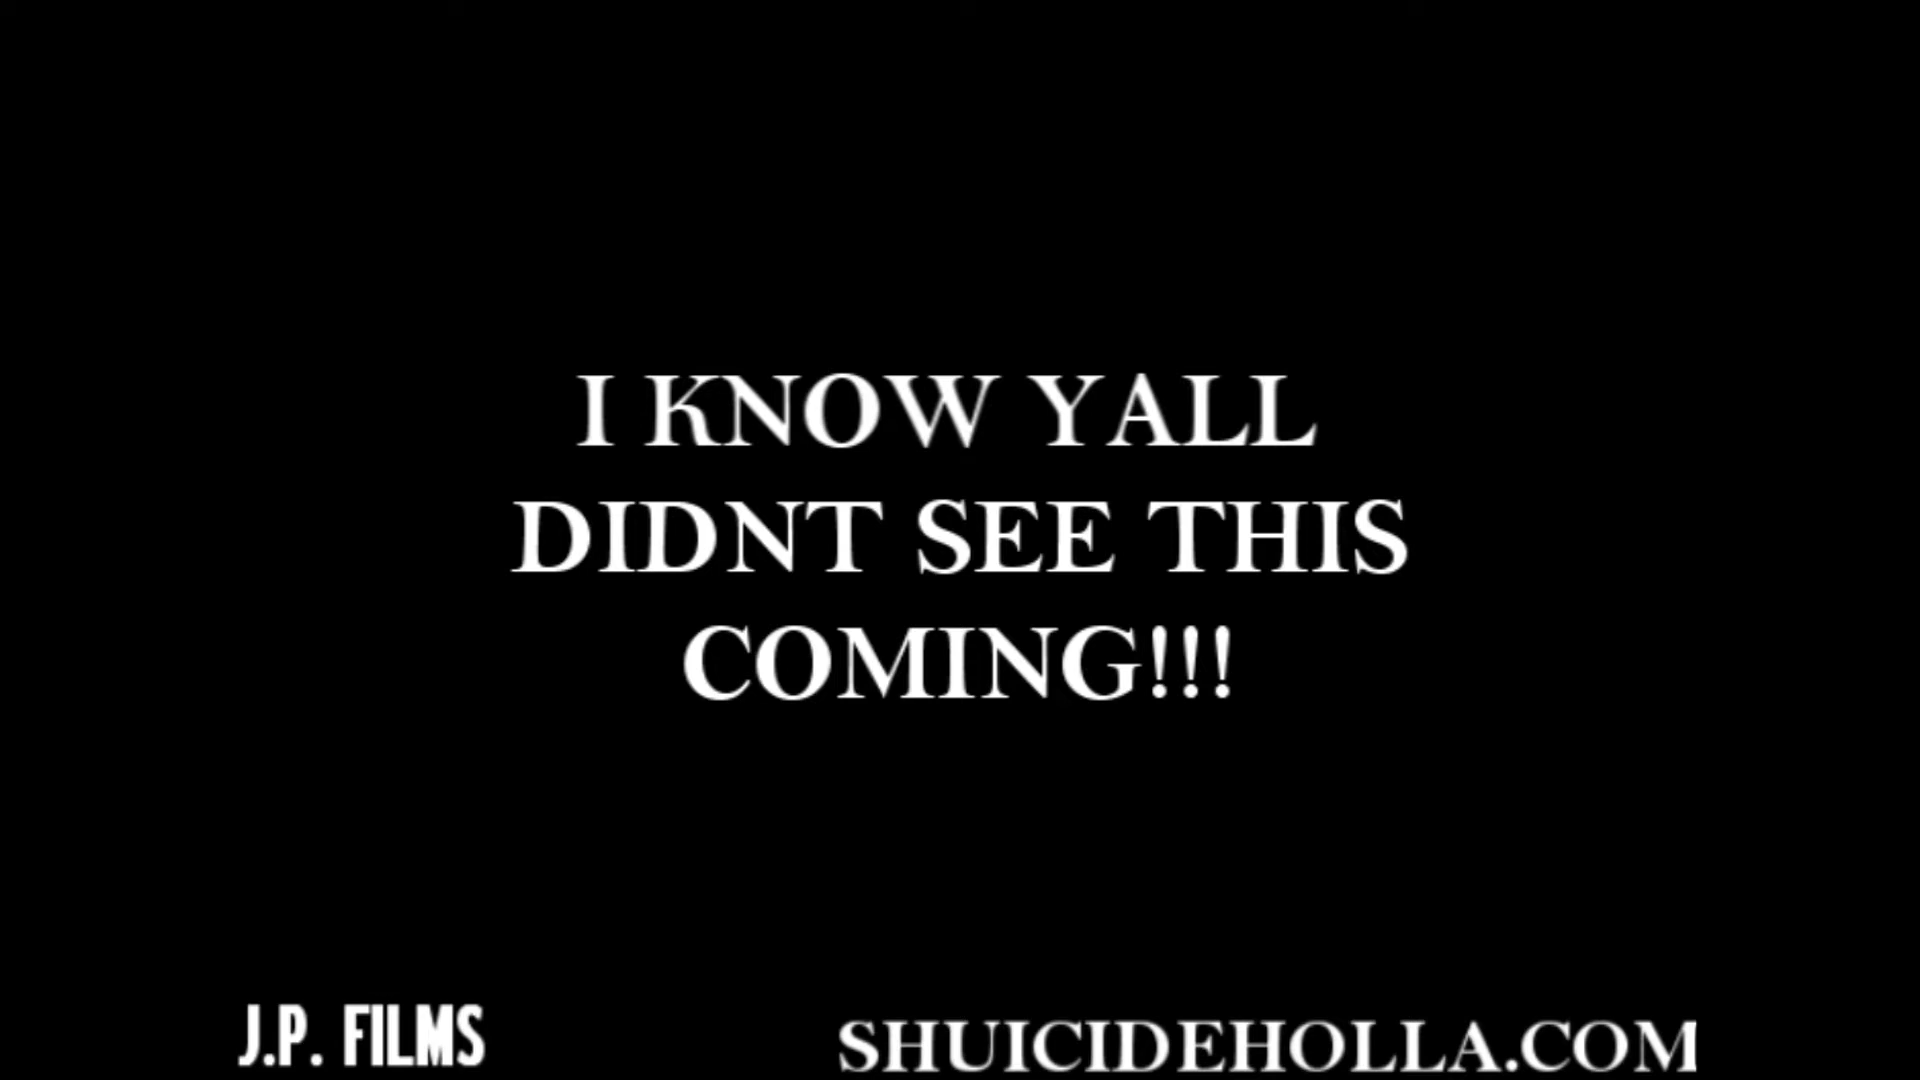 I KNOW YALL
DIDNT SEE THIS
COMING!!!
J.P. FILMS
SHUICIDEHOLLA.COM